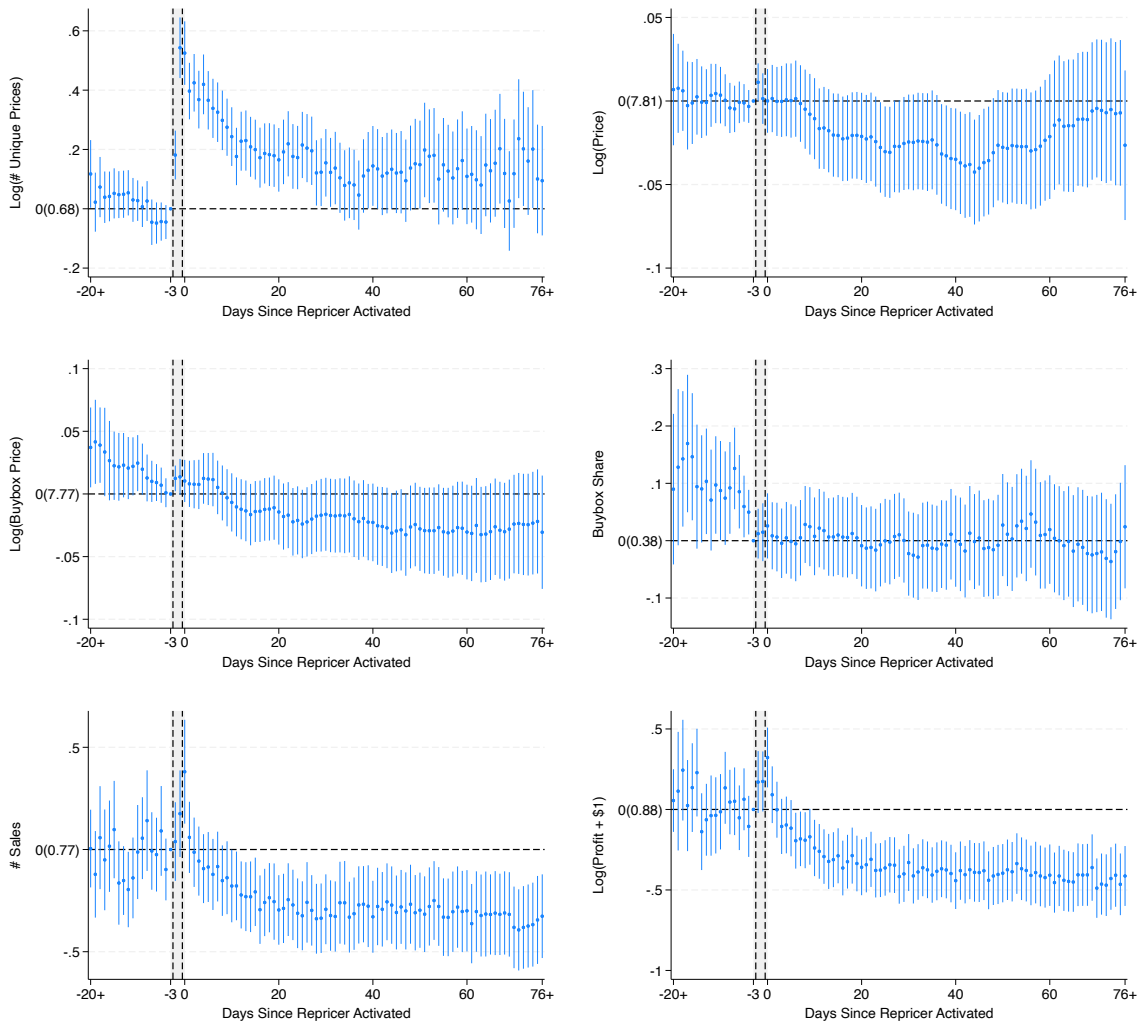 Log(# Unique Prices)
.6
.4
.2
0(0.68)
-.2
-20+ -3 0 20 40 60 76+
Days Since Repricer Activated
Log(Price)
.05
0(7.81)
-.05
-.1
-20+ -3 0 20 40 60 76+
Days Since Repricer Activated
Log(Buybox Price)
.1
.05
0(7.77)
-.05
-.1
-20+ -3 0 20 40 60 76+
Days Since Repricer Activated
Buybox Share
.3
.2
.1
0(0.38)
-.1
-20+ -3 0 20 40 60 76+
Days Since Repricer Activated
# Sales
.5
0(0.77)
-.5
-20+ -3 0 20 40 60 76+
Days Since Repricer Activated
Log(Profit + $1)
.5
0(0.88)
-.5
-1
-20+ -3 0 20 40 60 76+
Days Since Repricer Activated